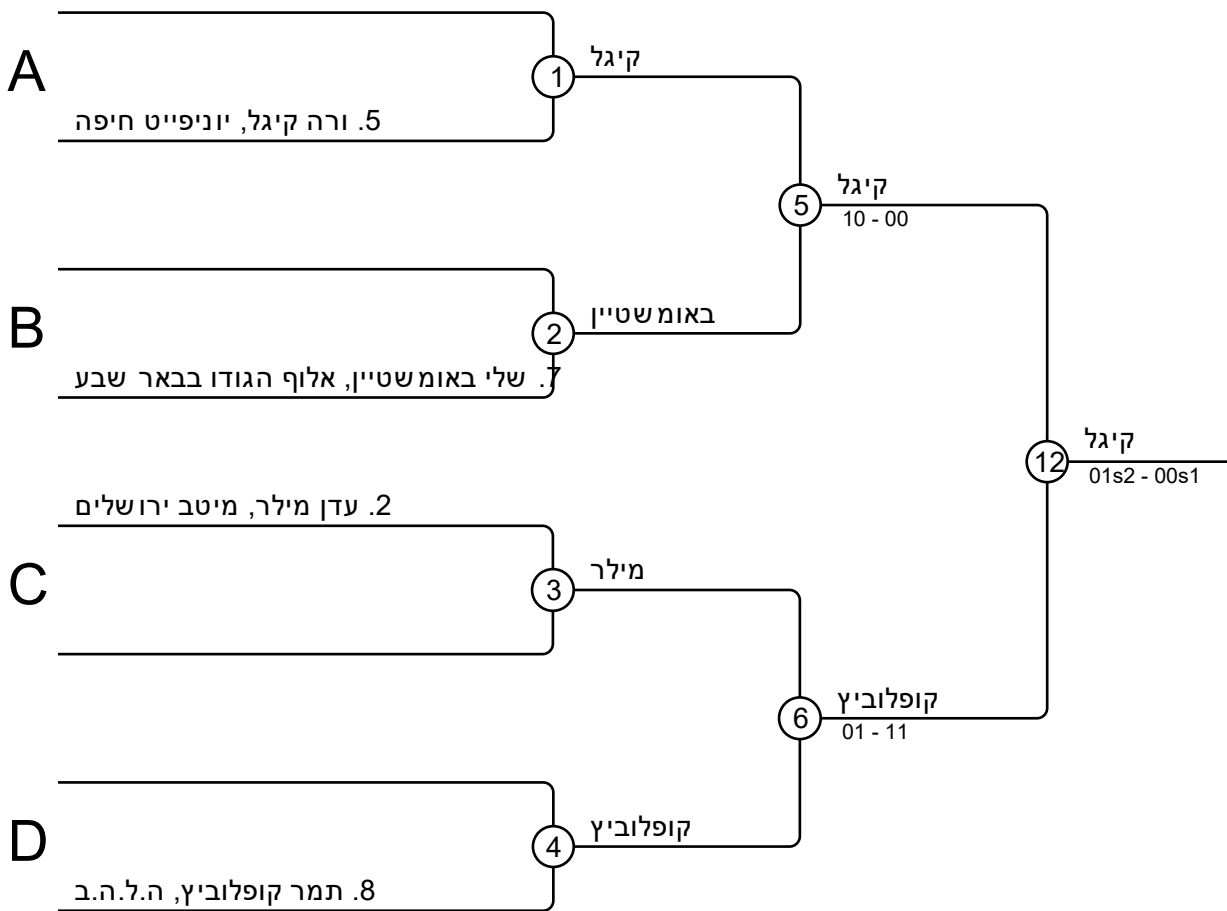 A
1
קיגל
5. ורה קיגל, יוניפייט חיפה
5
קיגל
10 - 00
B
2
באומשטיין
7. שלי באומשטיין, אלוף הגודו בבאר שבע
12
קיגל
01s2 - 00s1
2. עדן מילר, מיטב ירושלים
C
3
מילר
6
קופלוביץ
01 - 11
D
4
קופלוביץ
8. תמר קופלוביץ, ה.ל.ה.ב